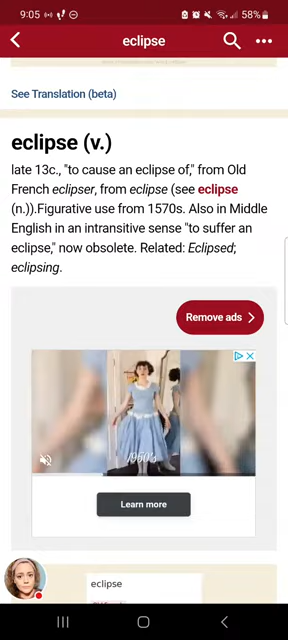 9:05
58%
eclipse
See Translation (beta)
eclipse (v.)
late 13c., "to cause an eclipse of," from Old
French eclipser, from eclipse (see eclipse
(n.)).Figurative use from 1570s. Also in Middle
English in an intransitive sense "to suffer an
eclipse," now obsolete. Related: Eclipsed;
eclipsing.
Remove ads
1950's
Learn more
eclipse